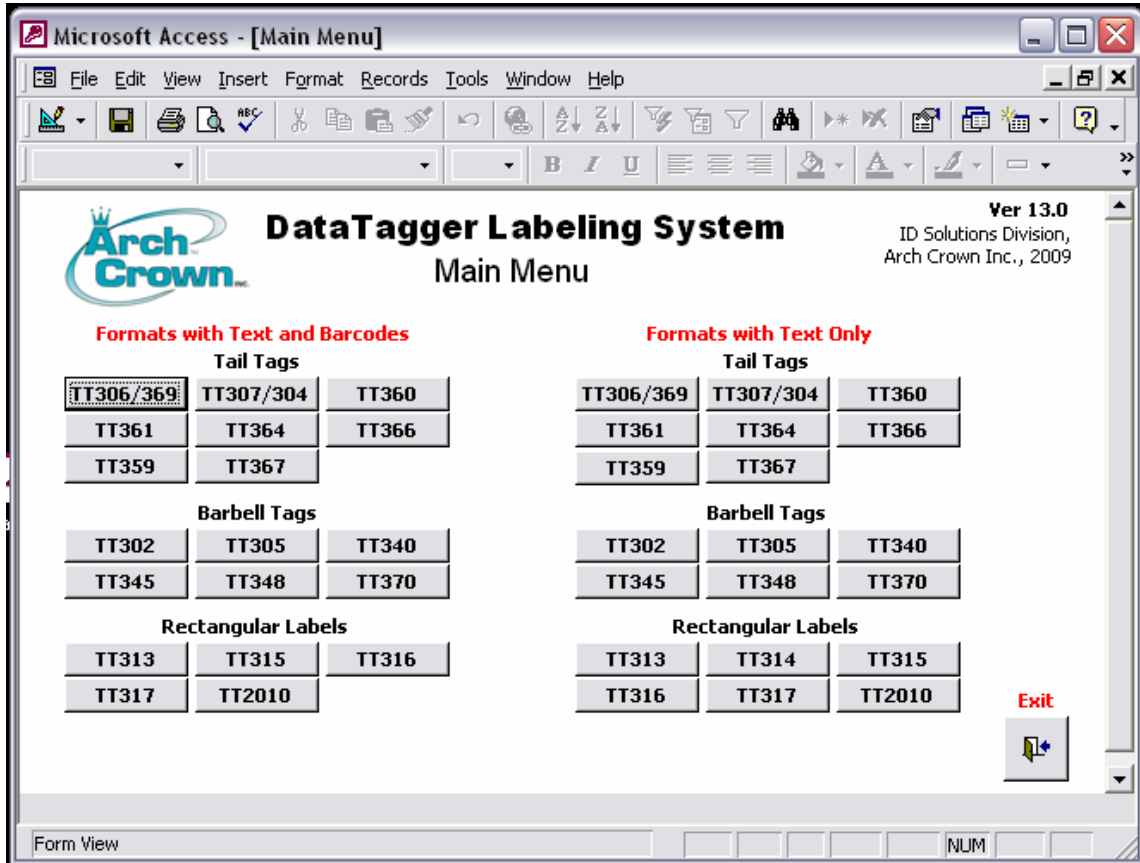 Microsoft Access - [Main Menu]
File Edit View Insert Format Records Tools Window Help
Arch Crown Inc.
DataTagger Labeling System
Main Menu
Ver 13.0
ID Solutions Division,
Arch Crown Inc., 2009
Formats with Text and Barcodes
Tail Tags
TT306/369 TT307/304 TT360
TT361 TT364 TT366
TT359 TT367
Barbell Tags
TT302 TT305 TT340
TT345 TT348 TT370
Rectangular Labels
TT313 TT315 TT316
TT317 TT2010
Formats with Text Only
Tail Tags
TT306/369 TT307/304 TT360
TT361 TT364 TT366
TT359 TT367
Barbell Tags
TT302 TT305 TT340
TT345 TT348 TT370
Rectangular Labels
TT313 TT314 TT315
TT316 TT317 TT2010
Exit
Form View NUM